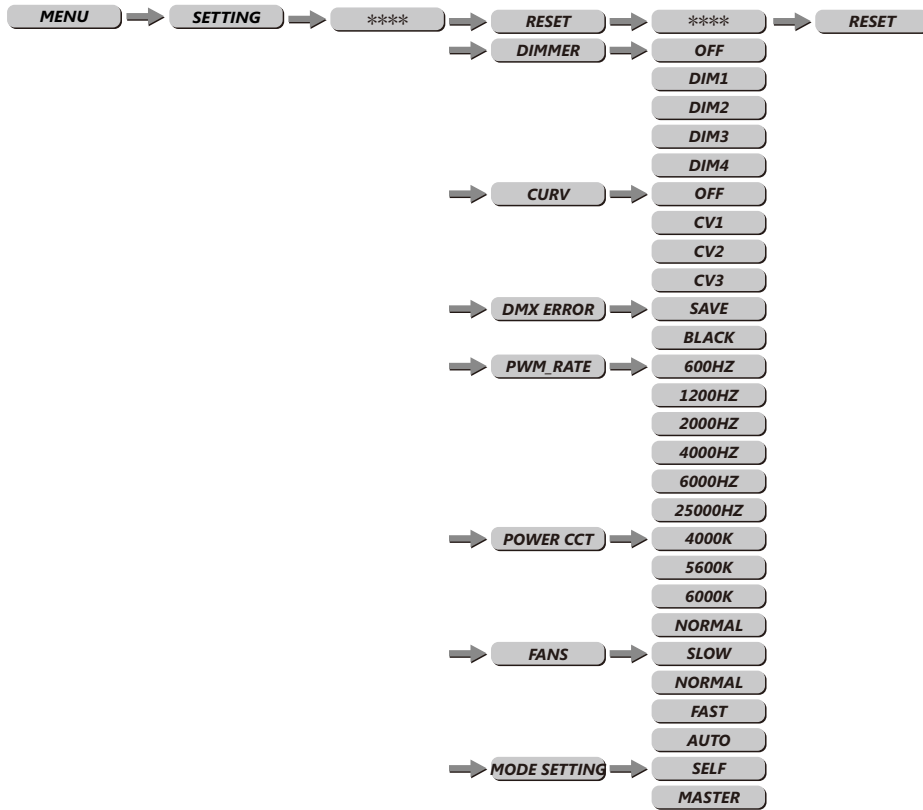 MENU SETTING **** RESET **** RESET
DIMMER OFF
DIM1
DIM2
DIM3
DIM4
CURV OFF
CV1
CV2
CV3
DMX ERROR SAVE
BLACK
PWM_RATE 600HZ
1200HZ
2000HZ
4000HZ
6000HZ
25000HZ
POWER CCT 4000K
5600K
6000K
NORMAL
FANS SLOW
NORMAL
FAST
AUTO
MODE SETTING SELF
MASTER